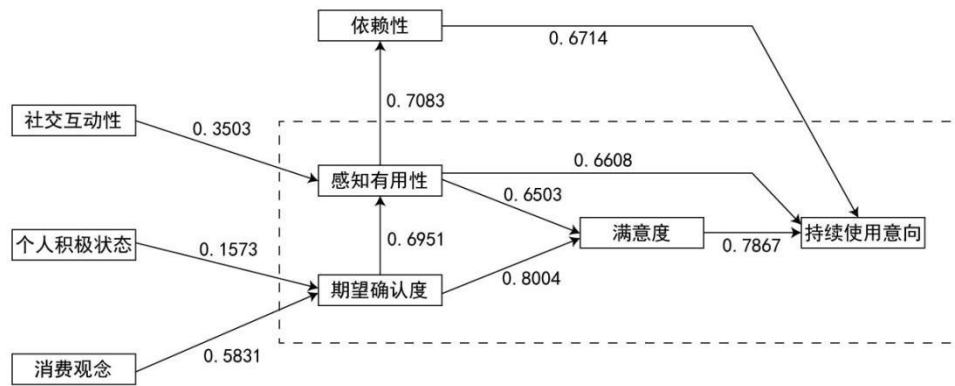 依赖性
0.6714
0.7083
社交互动性
0.3503
感知有用性
0.6608
0.6503
个人积极状态
0.1573
0.6951
满意度
0.7867
持续使用意向
期望确认度
0.8004
0.5831
消费观念